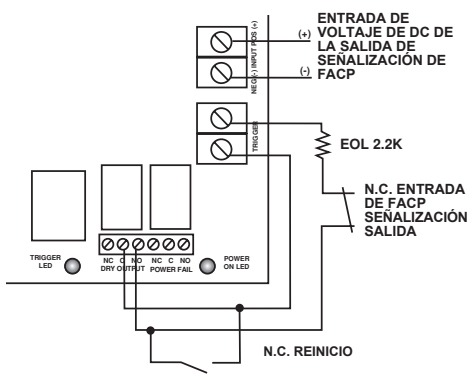 ENTRADA DE
VOLTAJE DE DC DE
LA SALIDA DE
SEÑALIZACIÓN DE
FACP
(+)
(-)
NEG (-) INPUT POS (+)
TRIGGER
EOL 2.2K
N.C. ENTRADA
DE FACP
SEÑALIZACIÓN
SALIDA
TRIGGER
LED
NC C NO NC C NO
DRY OUTPUT POWER FAIL
POWER
ON LED
N.C. REINICIO